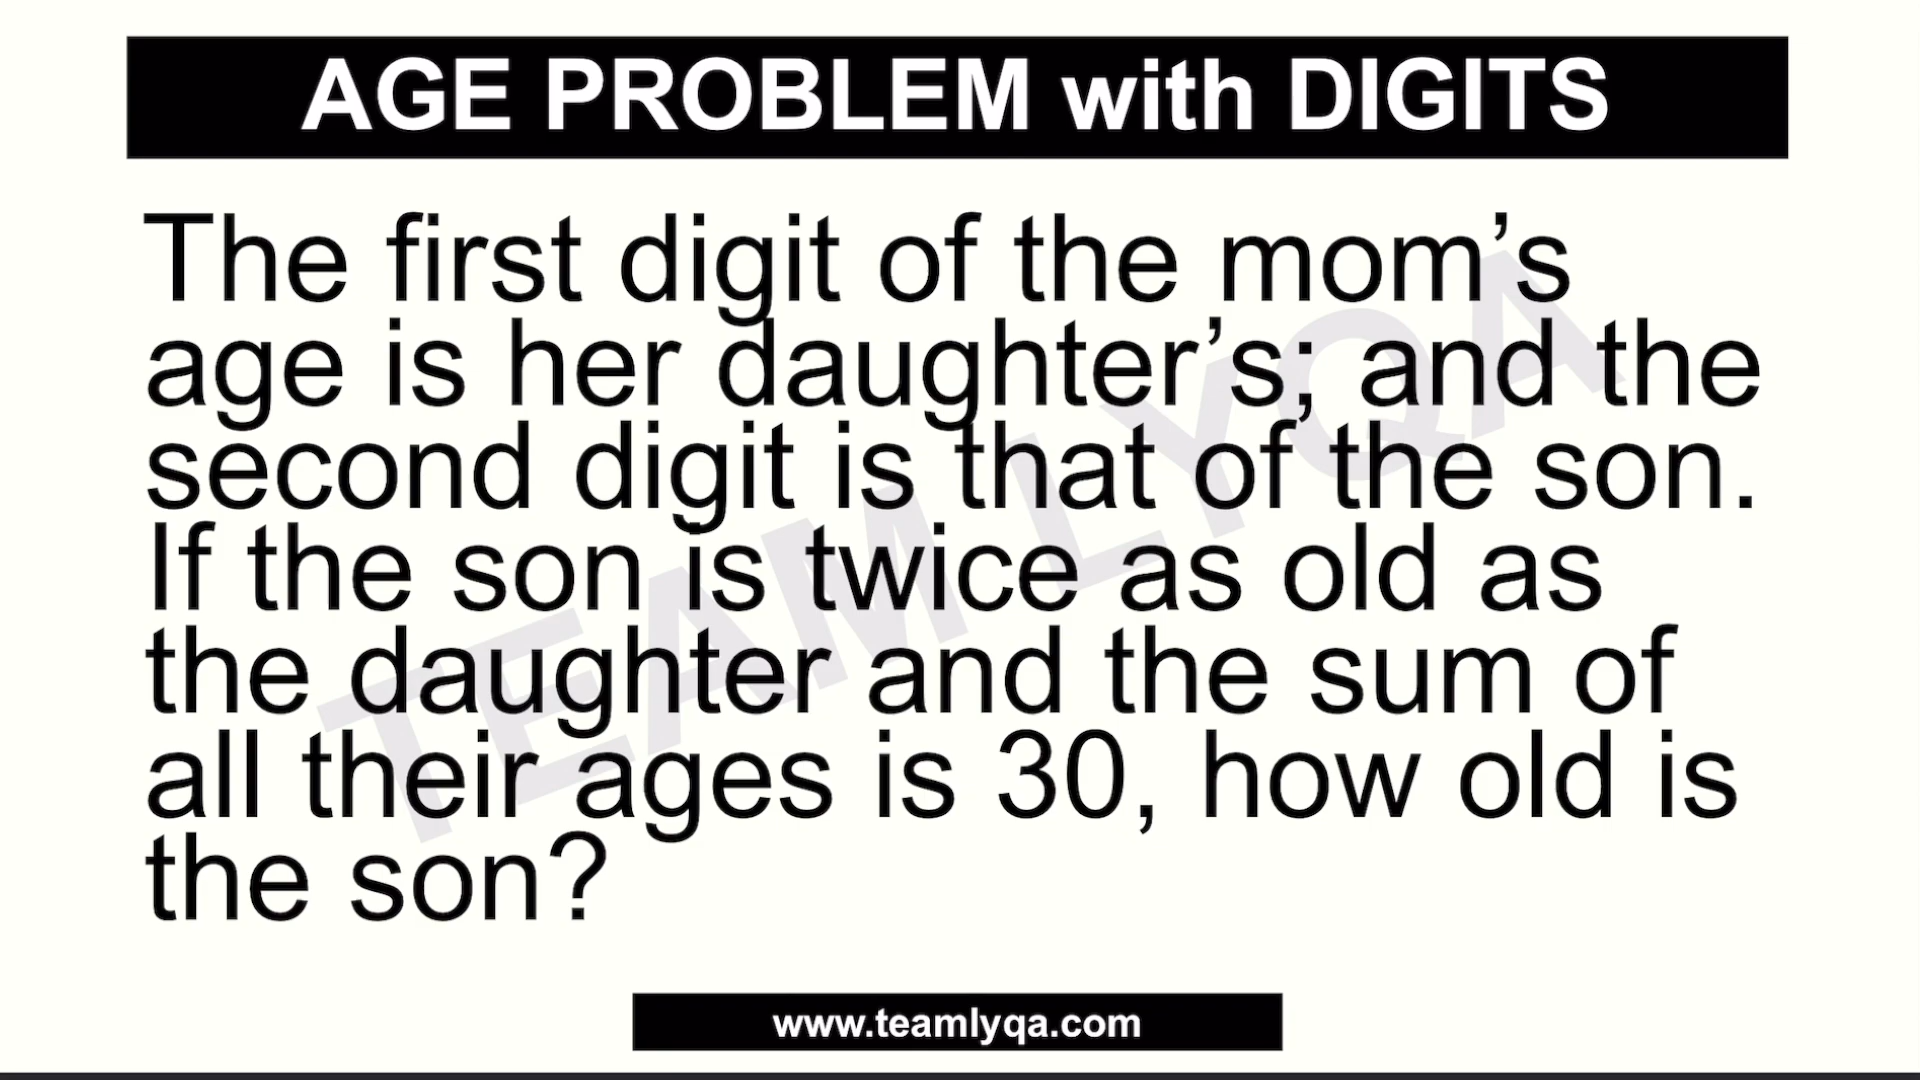 AGE PROBLEM with DIGITS
The first digit of the mom’s
age is her daughter’s; and the
second digit is that of the son.
If the son is twice as old as
the daughter and the sum of
all their ages is 30, how old is
the son?
TEAM LYQA
www.teamlyqa.com